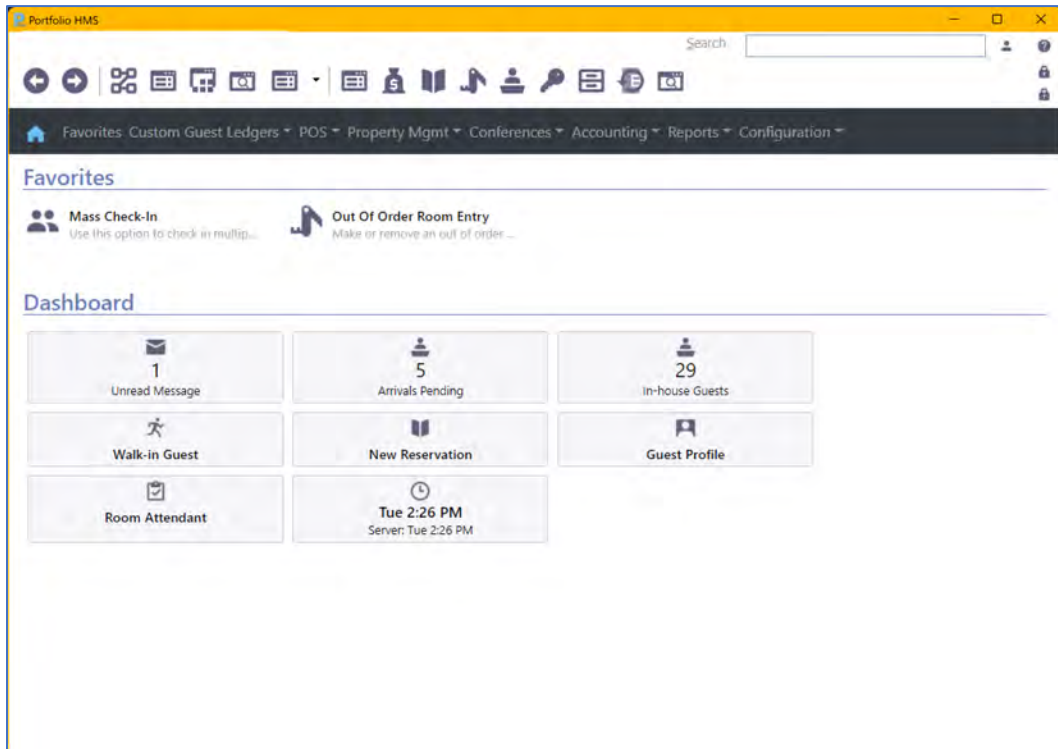 Portfolio HMS
Search
Favorites Custom Guest Ledgers POS Property Mgmt Conferences Accounting Reports Configuration
Favorites
Mass Check-In
Use this option to check in multip...
Out Of Order Room Entry
Make or remove an out of order ...
Dashboard
1
Unread Message
5
Arrivals Pending
29
In-house Guests
Walk-in Guest
New Reservation
Guest Profile
Room Attendant
Tue 2:26 PM
Server: Tue 2:26 PM